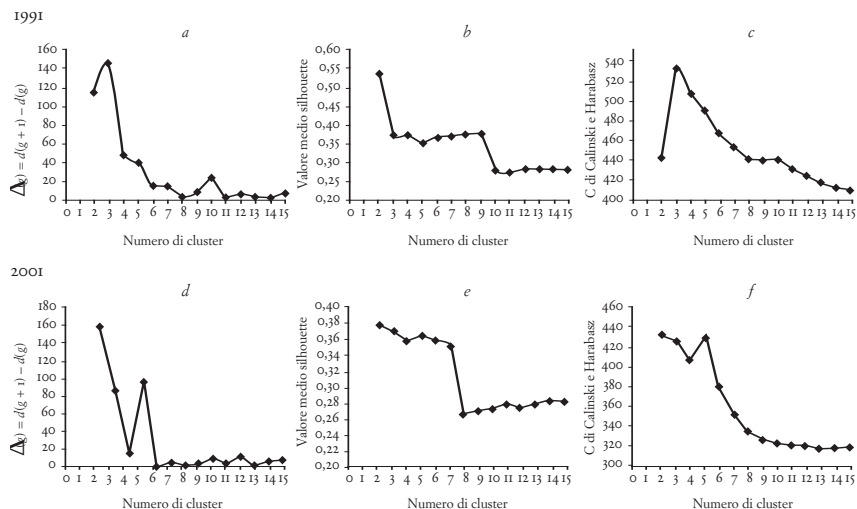 1991
a
b
c
160
140
120
100
80
60
40
20
0
Δ(g) = d(g + 1) – d(g)
0 1 2 3 4 5 6 7 8 9 10 11 12 13 14 15
Numero di cluster
0,60
0,55
0,50
0,45
0,40
0,35
0,30
0,25
0,20
Valore medio silhouette
0 1 2 3 4 5 6 7 8 9 10 11 12 13 14 15
Numero di cluster
540
520
500
480
460
440
420
400
C di Calinski e Harabasz
0 1 2 3 4 5 6 7 8 9 10 11 12 13 14 15
Numero di cluster
2001
d
e
f
180
160
140
120
100
80
60
40
20
0
Δ(g) = d(g + 1) – d(g)
0 1 2 3 4 5 6 7 8 9 10 11 12 13 14 15
Numero di cluster
0,40
0,38
0,36
0,34
0,32
0,30
0,28
0,26
0,24
0,22
0,20
Valore medio silhouette
0 1 2 3 4 5 6 7 8 9 10 11 12 13 14 15
Numero di cluster
460
440
420
400
380
360
340
320
300
C di Calinski e Harabasz
0 1 2 3 4 5 6 7 8 9 10 11 12 13 14 15
Numero di cluster